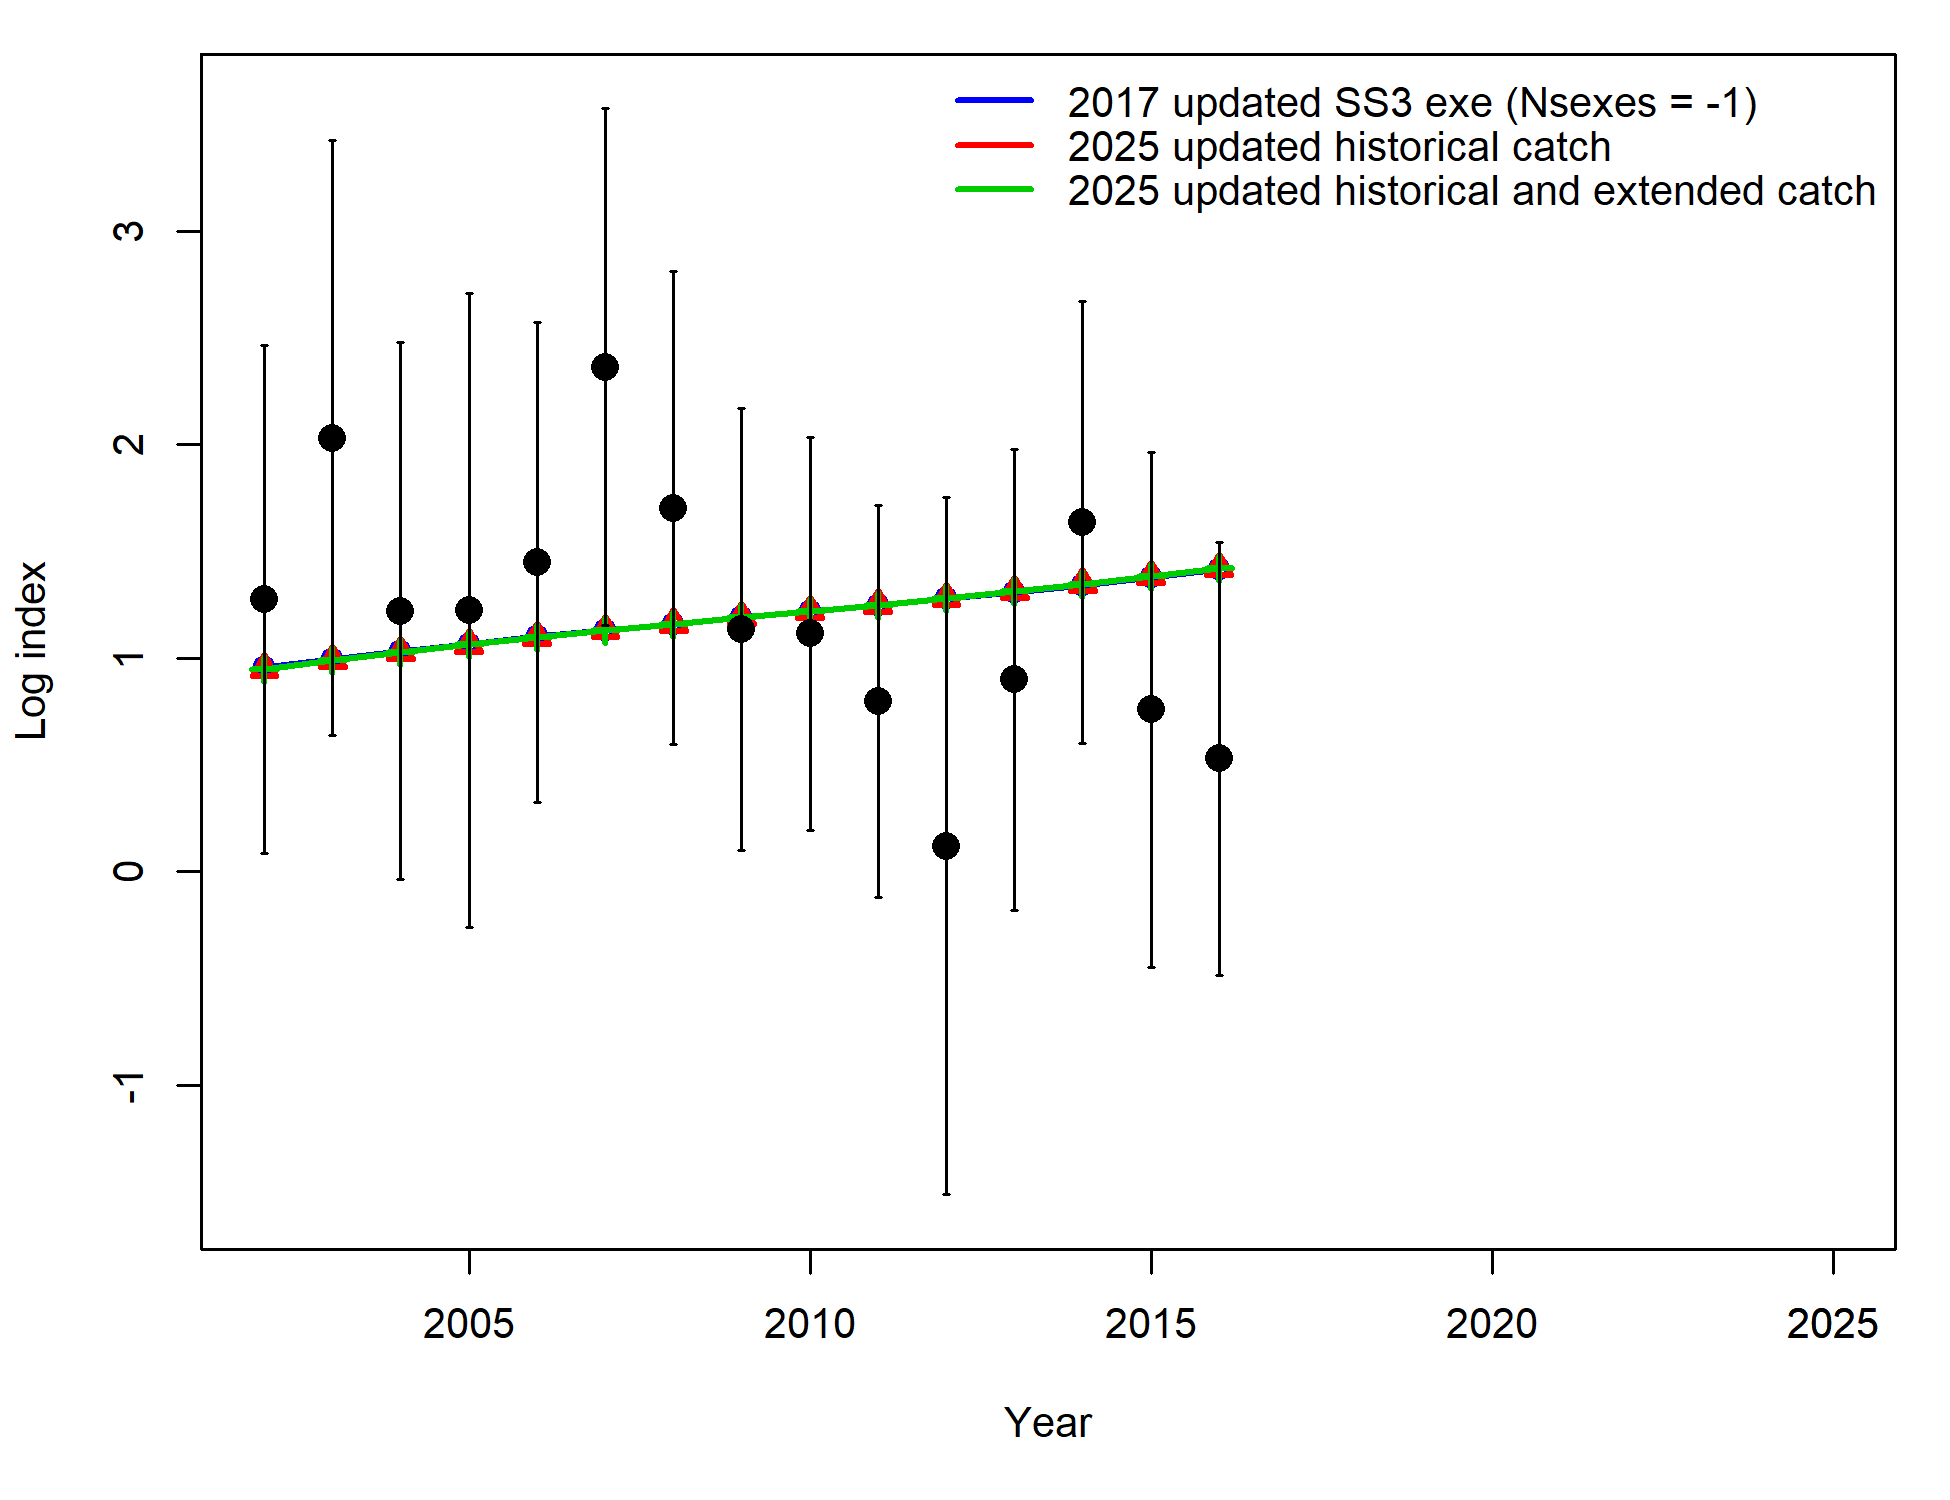 2017 updated SS3 exe (Nsexes = -1)
2025 updated historical catch
2025 updated historical and extended catch
Log index
3
2
1
0
-1
2005 2010 2015 2020 2025
Year